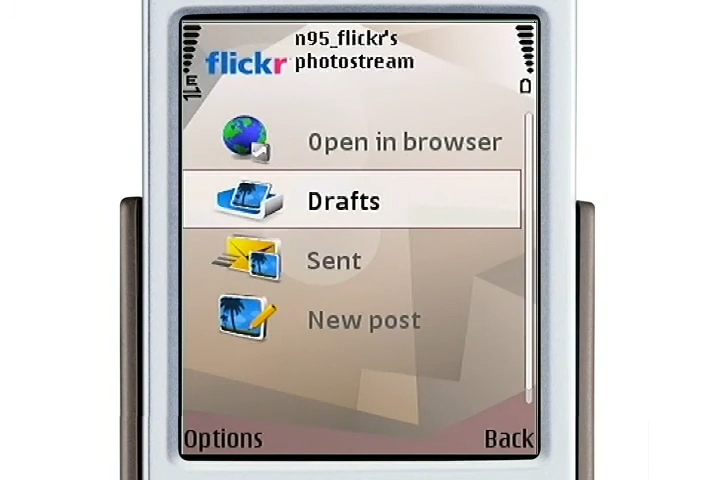 n95_flickr's
flickr photostream
Open in browser
Drafts
Sent
New post
Options Back